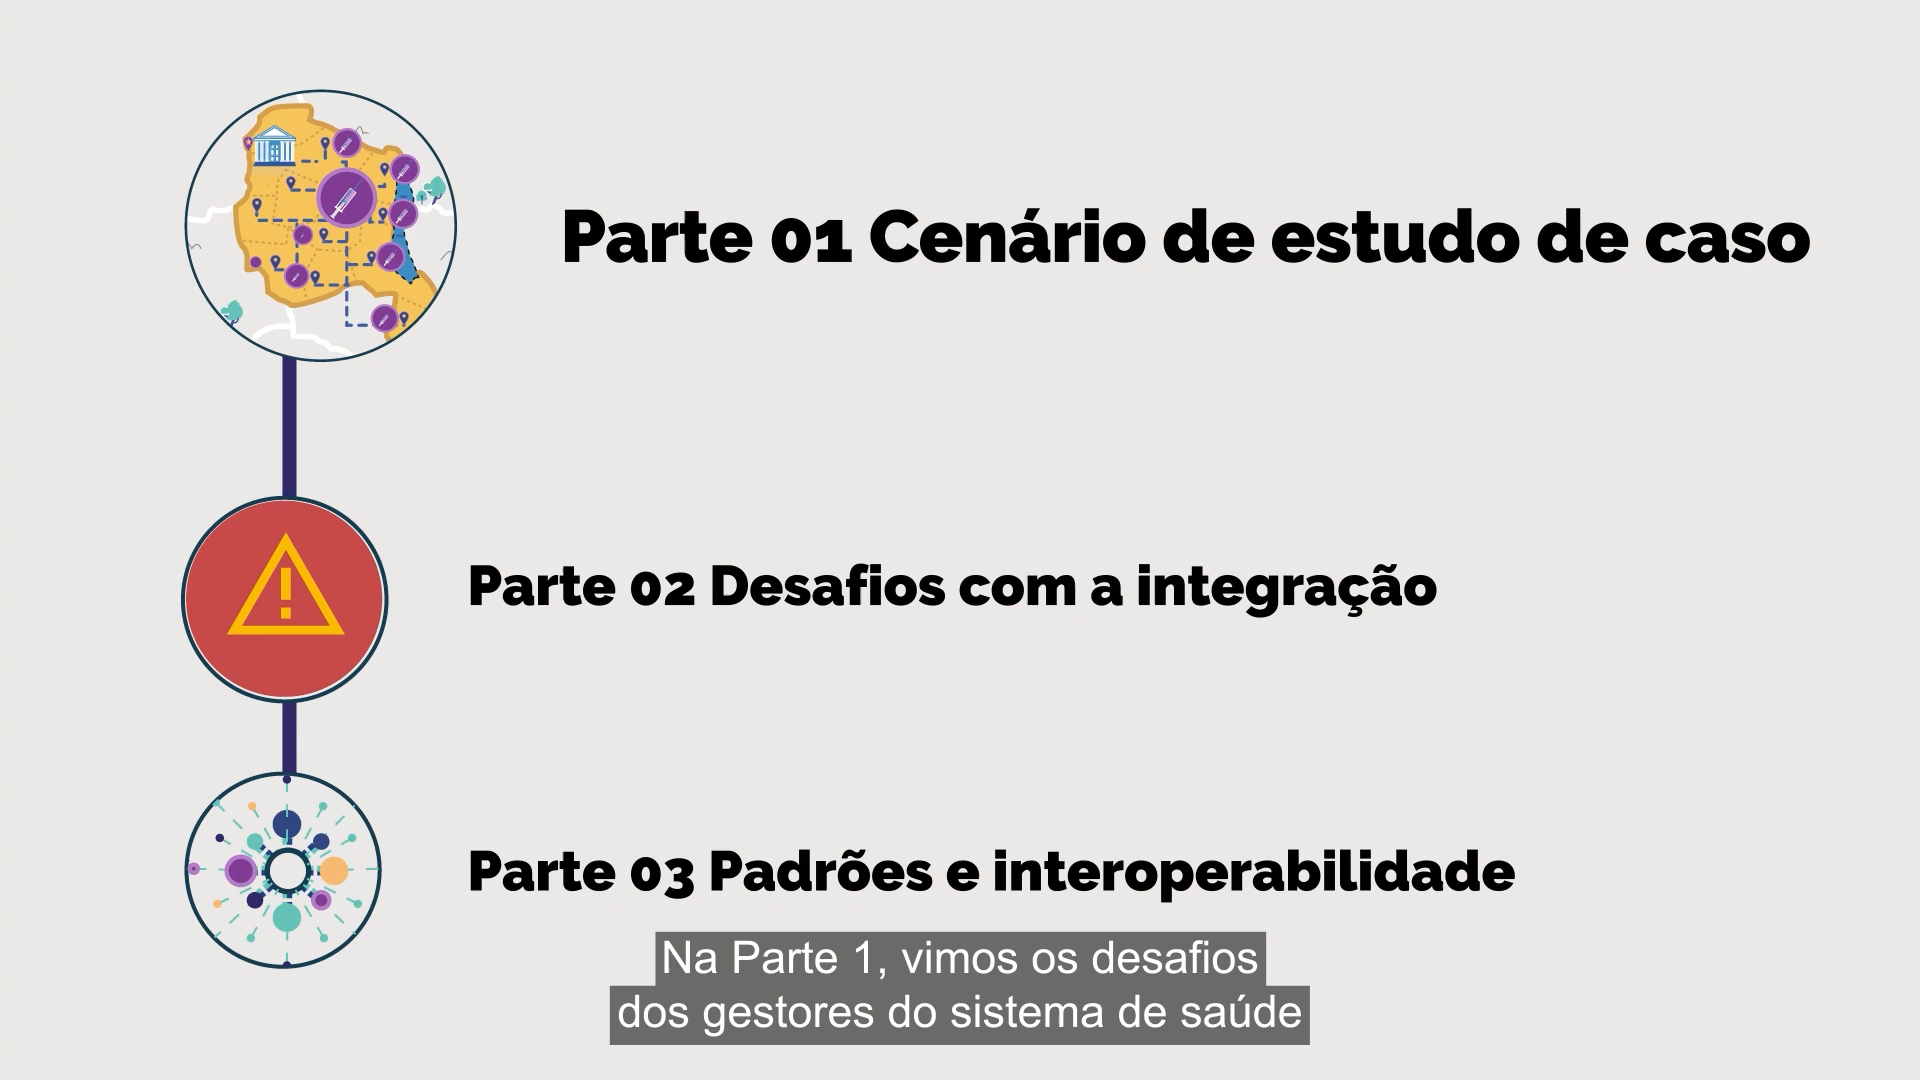 Parte 01 Cenário de estudo de caso
Parte 02 Desafios com a integração
Parte 03 Padrões e interoperabilidade
Na Parte 1, vimos os desafios
dos gestores do sistema de saúde